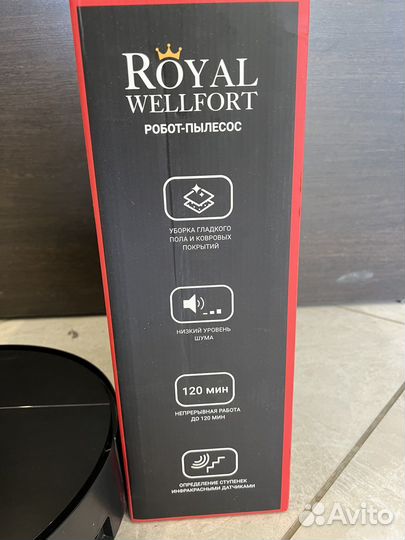 ROYAL
WELLFORT
РОБОТ-ПЫЛЕСОС
УБОРКА ГЛАДКОГО
ПОЛА И КОВРОВЫХ
ПОКРЫТИЙ
НИЗКИЙ УРОВЕНЬ
ШУМА
120 МИН
НЕПРЕРЫВНАЯ РАБОТА
ДО 120 МИН
ОПРЕДЕЛЕНИЕ СТУПЕНЕК
ИНФРАКРАСНЫМИ ДАТЧИКАМИ
Avito